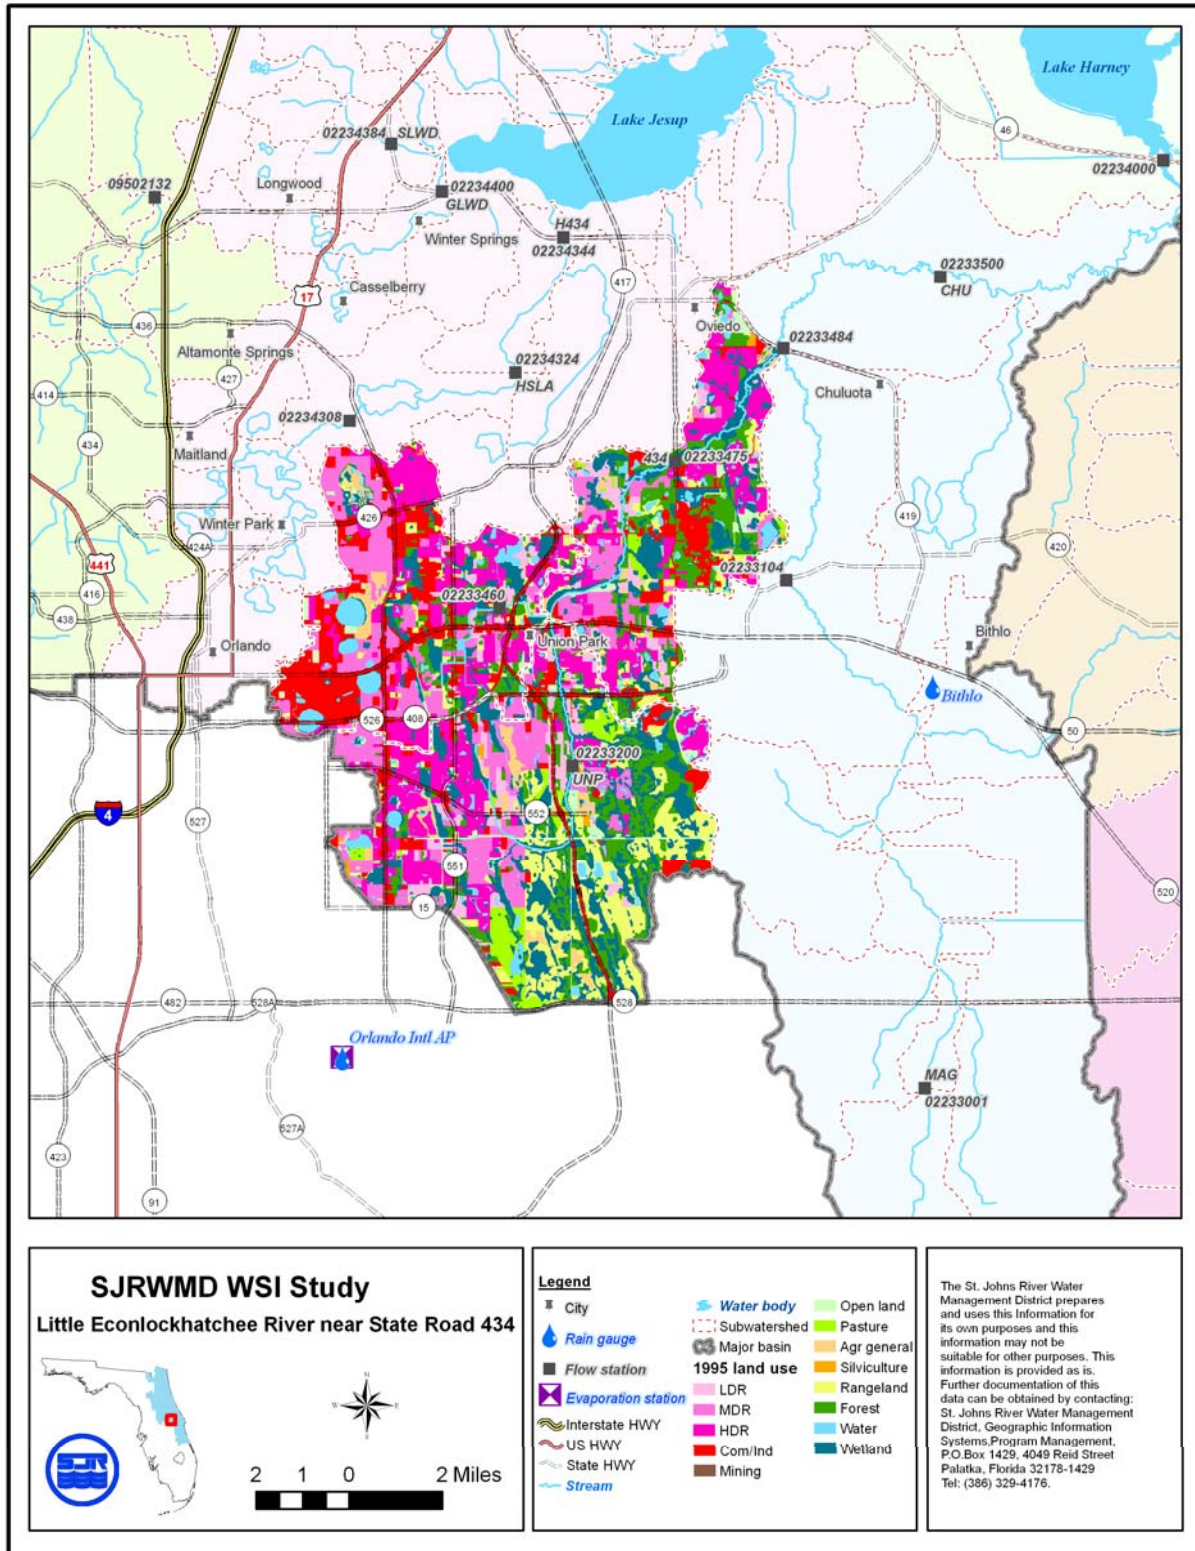 Lake Harney
Lake Jesup
46
02234384
SLWD
02234000
09502132
Longwood
02234400
GLWD
H434
02234344
Winter Springs
417
02233500
CHU
Casselberry
17
Oviedo
436
Altamonte Springs
02233484
02234324
HSLA
Chuluota
427
414
02234308
434
Maitland
434
02233475
426
419
Winter Park
424A
420
441
416
02233104
02233460
438
Orlando
Union Park
Bithlo
Bithlo
526
408
50
02233200
UNP
4
527
552
551
520
15
482
528A
528
Orlando Intl AP
MAG
02233001
527A
423
91
SJRWMD WSI Study
Little Econlockhatchee River near State Road 434
N
W
E
S
SJR
2 1 0 2 Miles
Legend
City
Rain gauge
Flow station
Evaporation station
Interstate HWY
US HWY
State HWY
Stream
Water body
Subwatershed
Major basin
1995 land use
LDR
MDR
HDR
Com/Ind
Mining
Open land
Pasture
Agr general
Silviculture
Rangeland
Forest
Water
Wetland
The St. Johns River Water
Management District prepares
and uses this Information for
its own purposes and this
information may not be
suitable for other purposes. This
information is provided as is.
Further documentation of this
data can be obtained by contacting:
St. Johns River Water Management
District, Geographic Information
Systems,Program Management,
P.O.Box 1429, 4049 Reid Street
Palatka, Florida 32178-1429
Tel: (386) 329-4176.